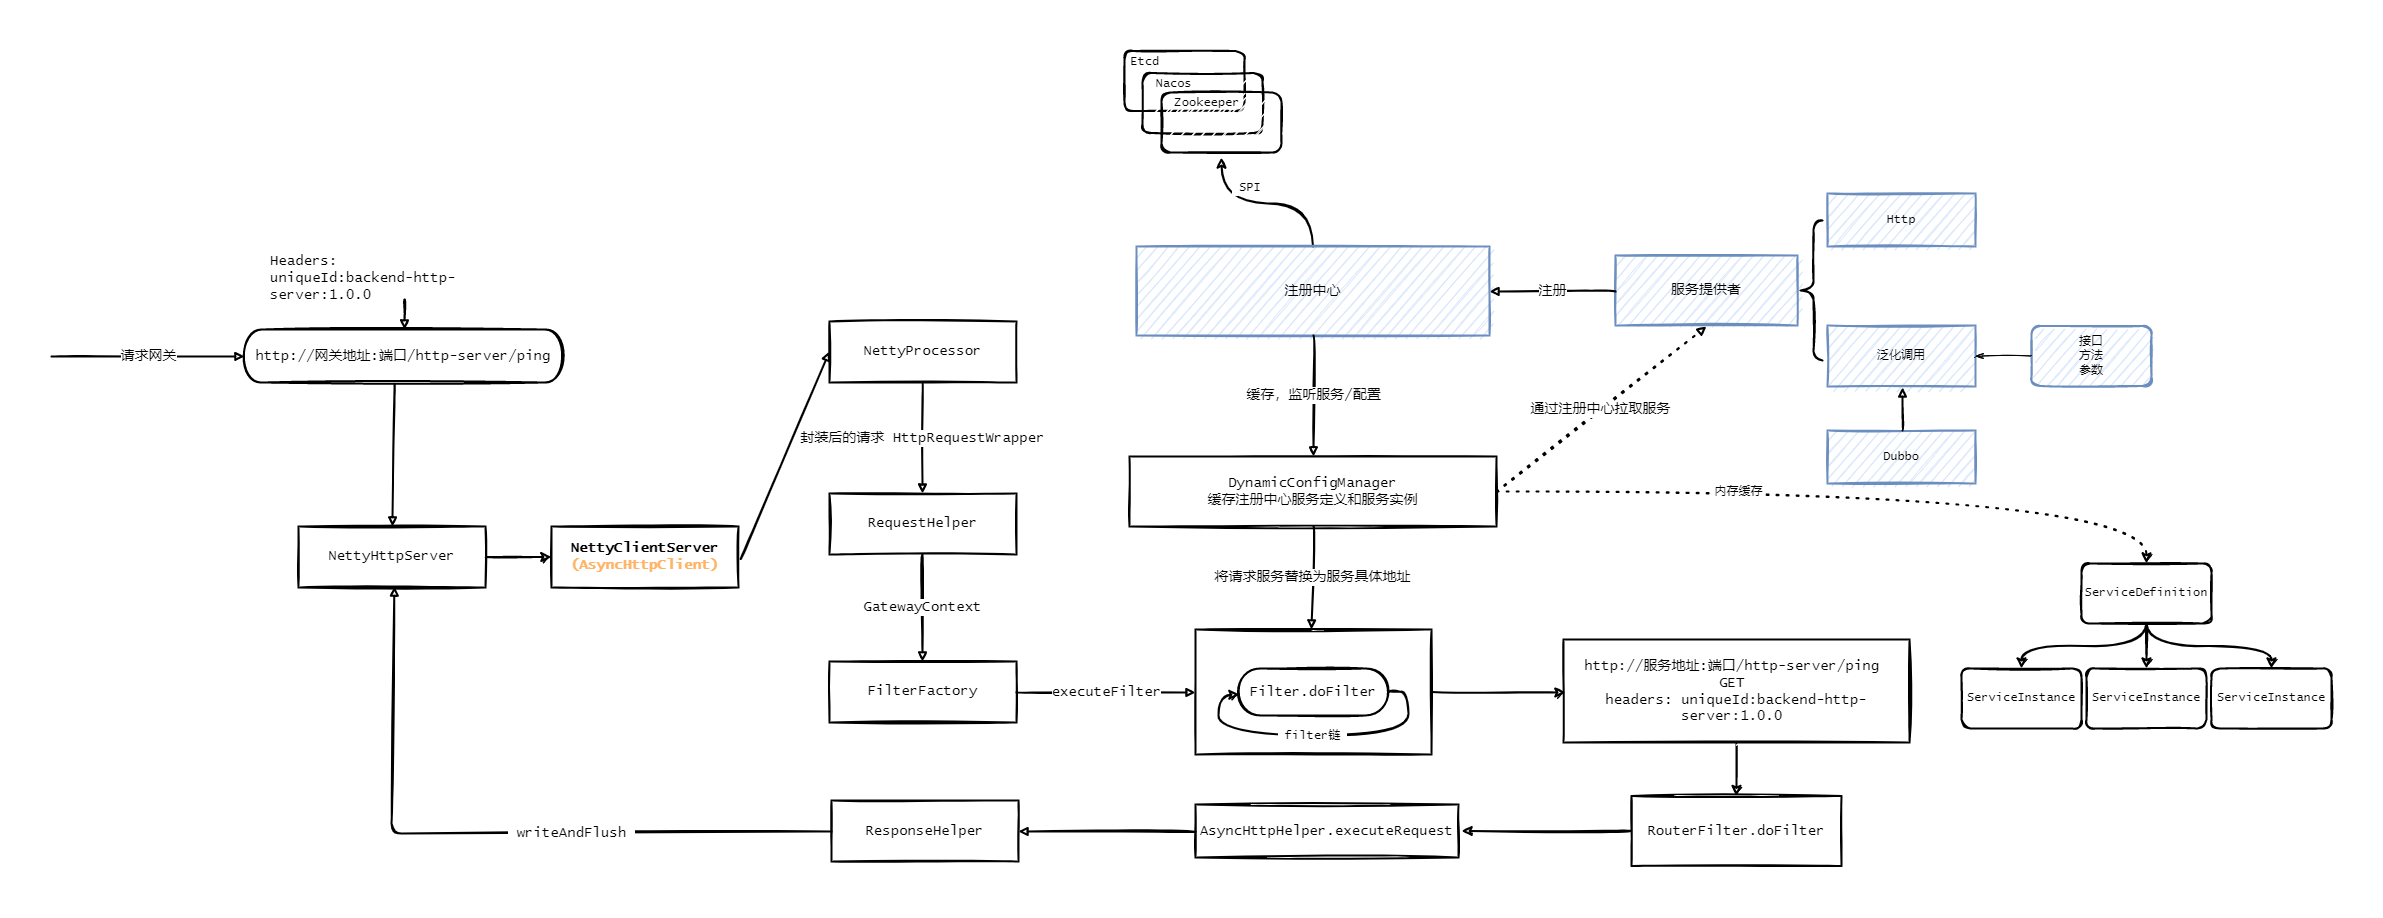 Etcd
Nacos
Zookeeper
SPI
Http
Headers:
uniqueId:backend-http-
server:1.0.0
注册中心
注册
服务提供者
请求网关
http://网关地址:端口/http-server/ping
NettyProcessor
泛化调用
接口
方法
参数
缓存, 监听服务/配置
通过注册中心拉取服务
封装后的请求 HttpRequestWrapper
Dubbo
DynamicConfigManager
缓存注册中心服务定义和服务实例
内存缓存
RequestHelper
NettyHttpServer
NettyClientServer
(AsyncHttpClient)
将请求服务替换为服务具体地址
ServiceDefinition
GatewayContext
FilterFactory
executeFilter
Filter.doFilter
filter链
http://服务地址:端口/http-server/ping
GET
headers: uniqueId:backend-http-
server:1.0.0
ServiceInstance
ServiceInstance
ServiceInstance
writeAndFlush
ResponseHelper
AsyncHttpHelper.executeRequest
RouterFilter.doFilter